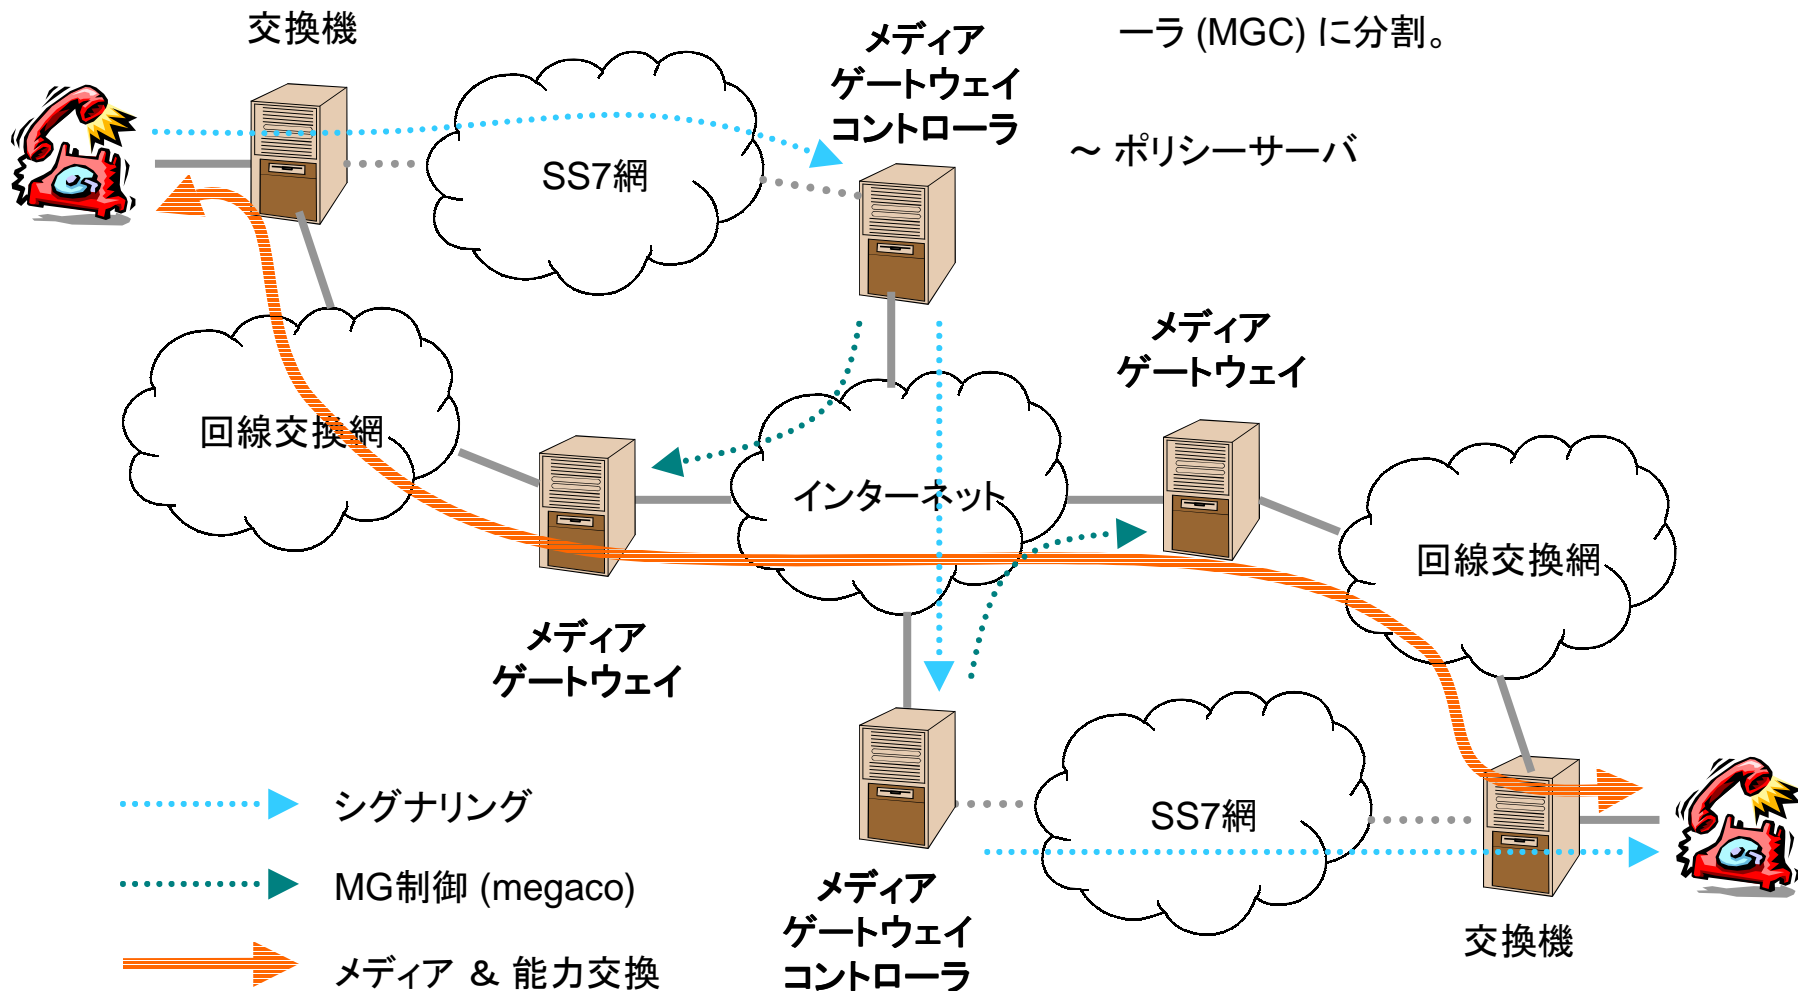 交換機
メディア
ゲートウェイ
コントローラ
ーラ (MGC) に分割。
～ ポリシーサーバ
SS7網
メディア
ゲートウェイ
回線交換網
インターネット
回線交換網
メディア
ゲートウェイ
シグナリング
MG制御 (megaco)
メディア & 能力交換
SS7網
メディア
ゲートウェイ
コントローラ
交換機